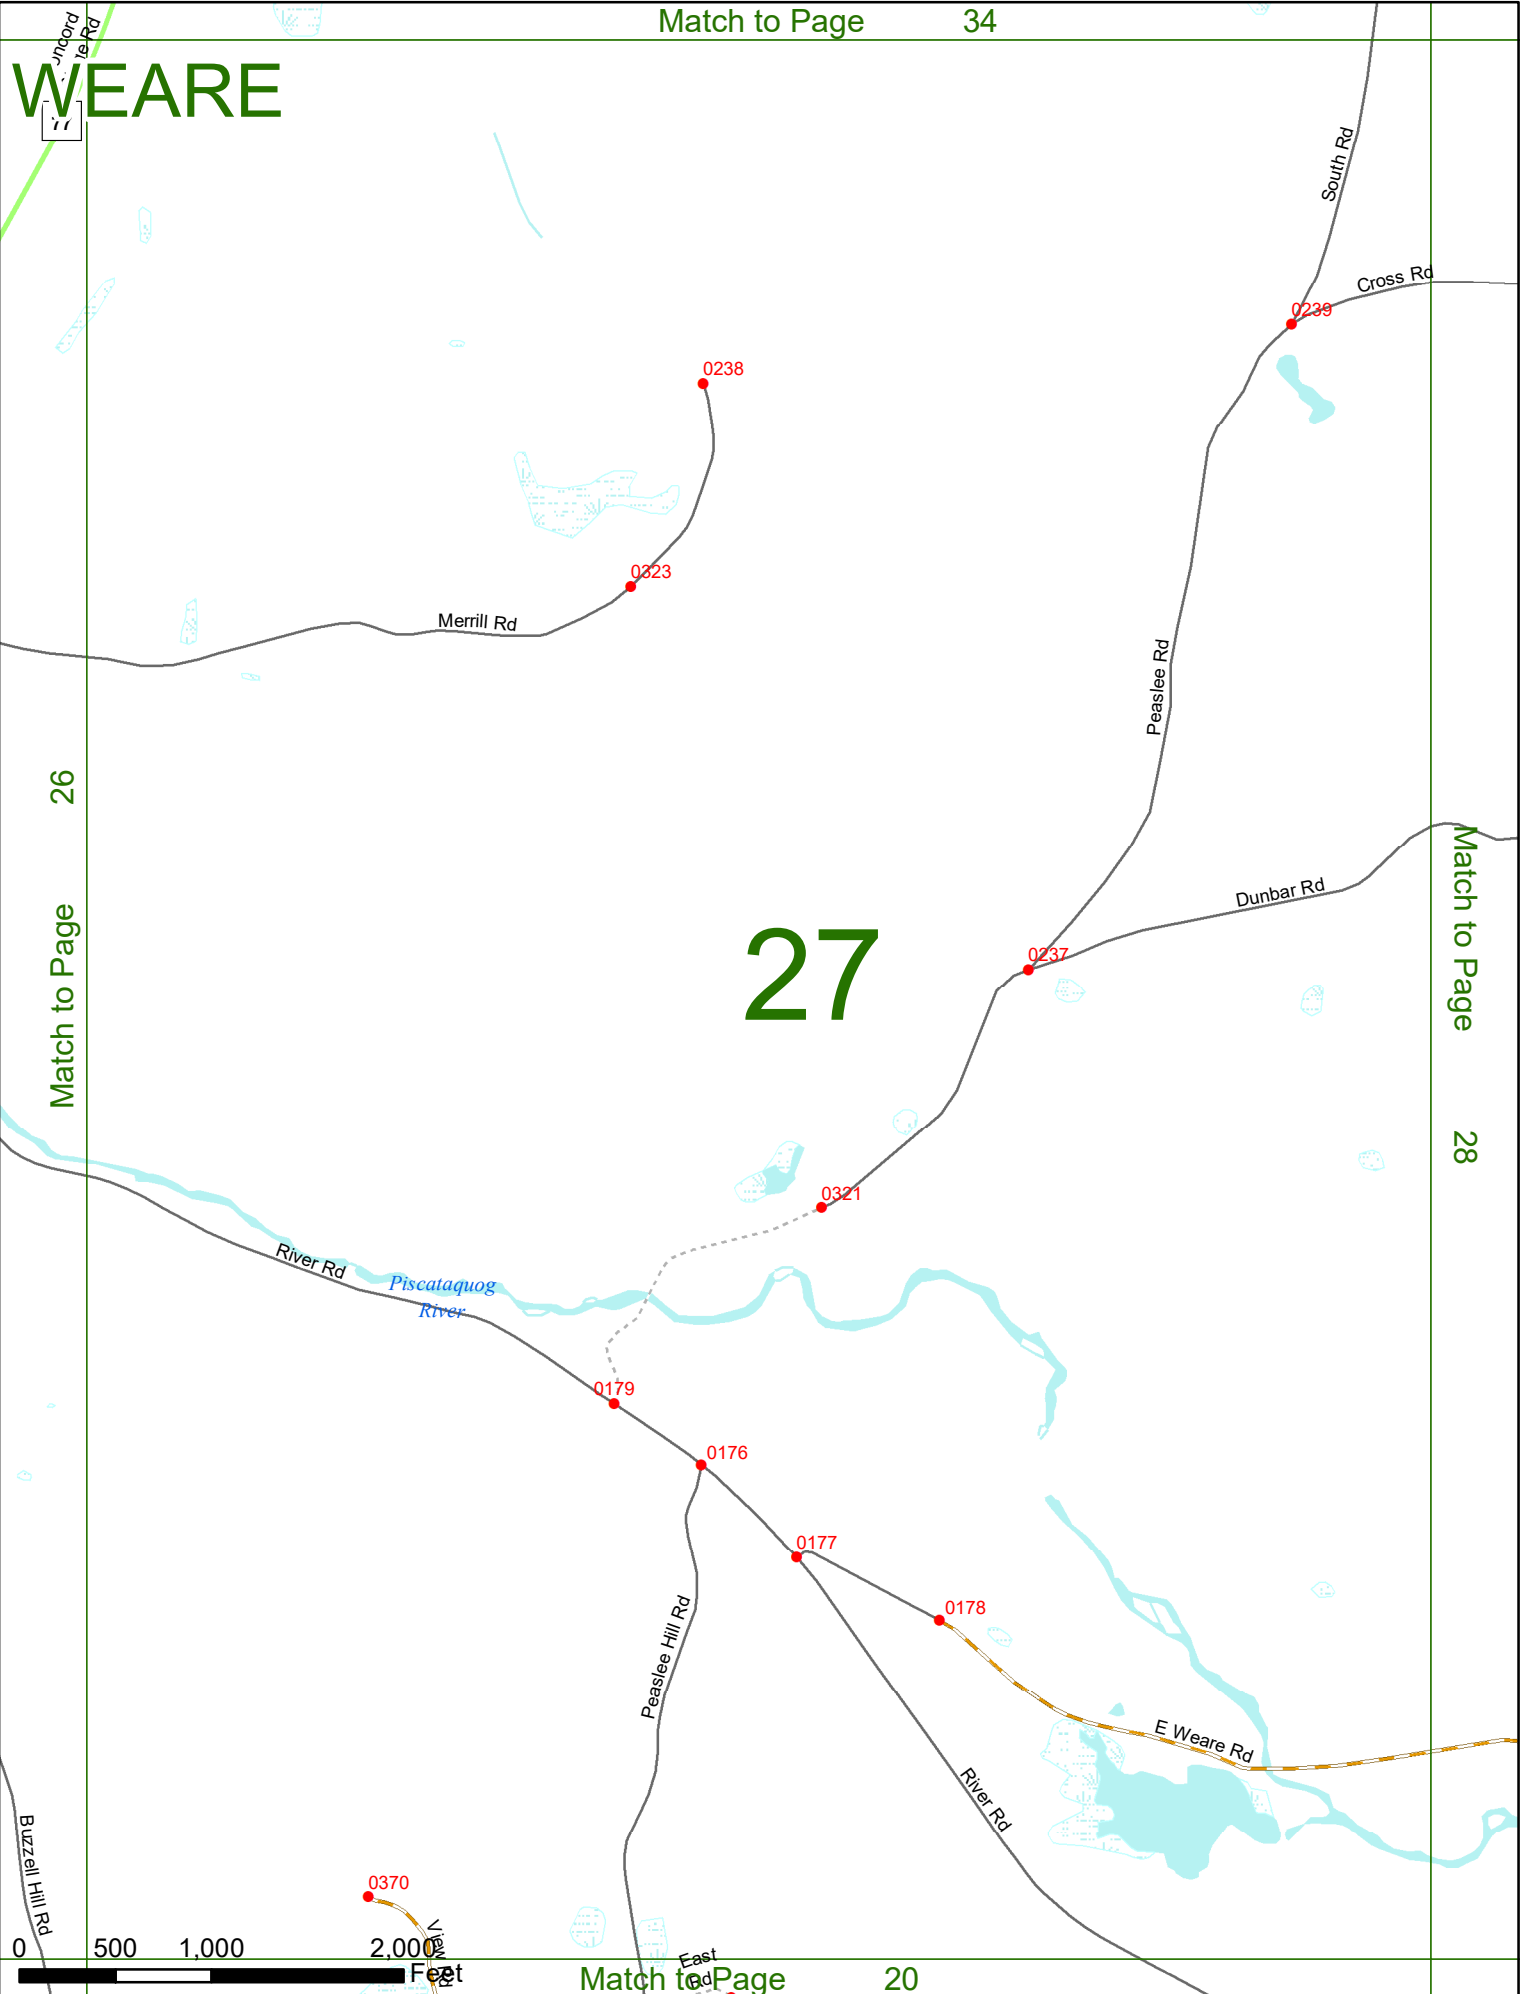 Match to Page 34
WEARE
South Rd
Cross Rd
0239
0238
0323
Merrill Rd
Peaslee Rd
Match to Page 26
Match to Page 28
Dunbar Rd
27
0237
0321
River Rd
Piscataquog
River
0179
0176
0177
0178
Peaslee Hill Rd
E Weare Rd
River Rd
Buzzell Hill Rd
0370
View Rd
0 500 1,000 2,000
Feet
East
Rd
Match to Page 20